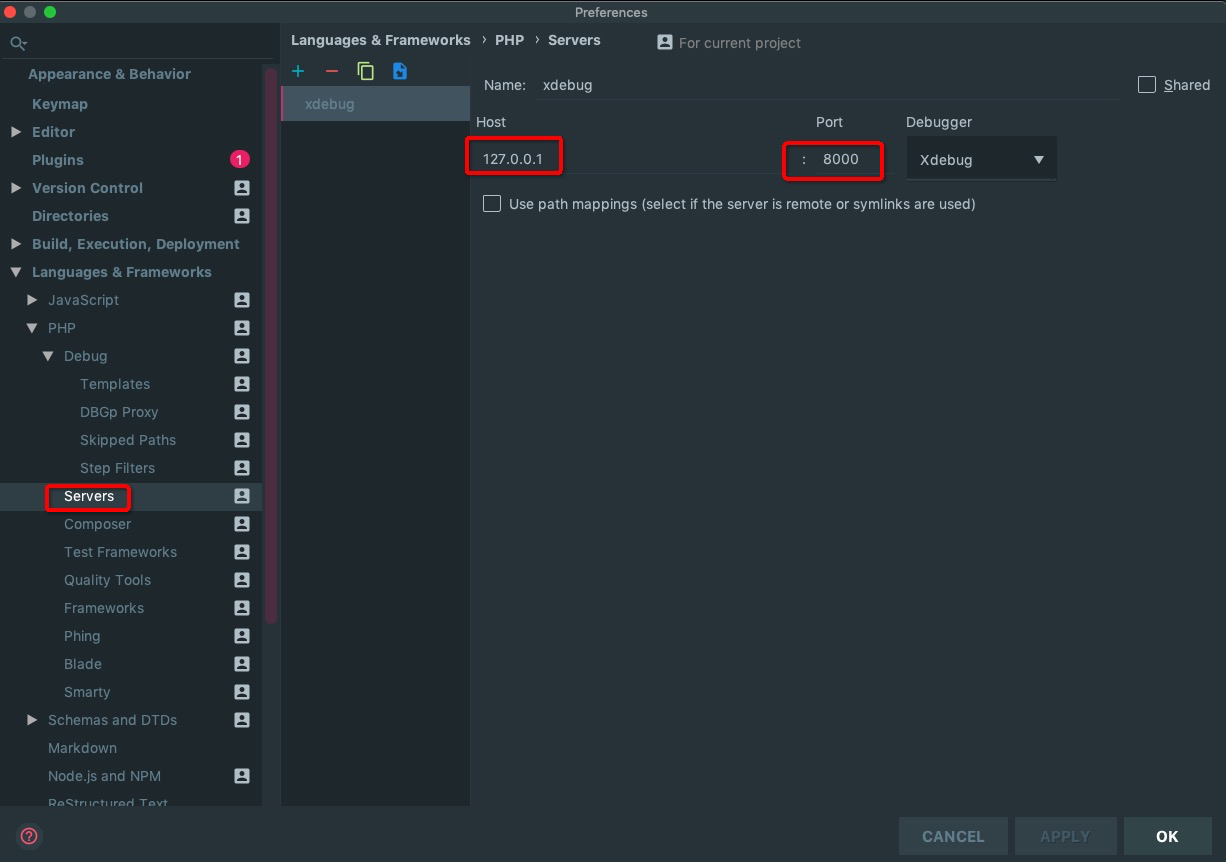 Preferences
Languages & Frameworks › PHP › Servers
For current project
Appearance & Behavior
Keymap
Editor
Plugins 1
Version Control
Directories
Build, Execution, Deployment
Languages & Frameworks
JavaScript
PHP
Debug
Templates
DBGp Proxy
Skipped Paths
Step Filters
Servers
Composer
Test Frameworks
Quality Tools
Frameworks
Phing
Blade
Smarty
Schemas and DTDs
Markdown
Node.js and NPM
ReStructured Text
xdebug
Name: xdebug
Shared
Host Port Debugger
127.0.0.1 : 8000 Xdebug
Use path mappings (select if the server is remote or symlinks are used)
?
CANCEL APPLY OK